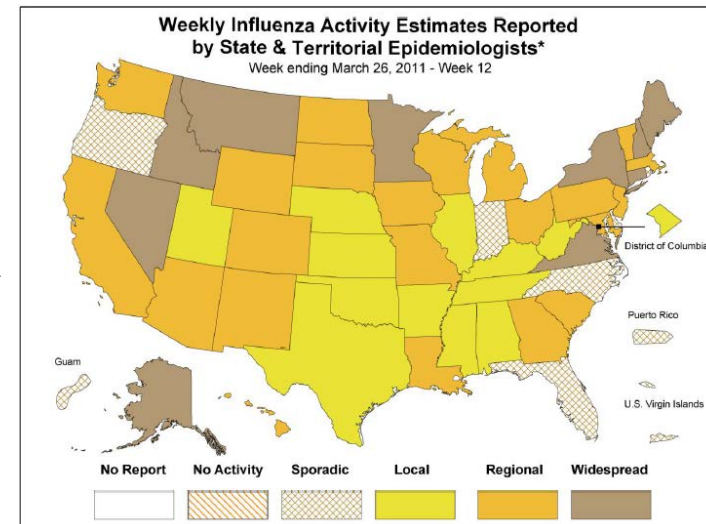 Weekly Influenza Activity Estimates Reported
by State & Territorial Epidemiologists*
Week ending March 26, 2011 - Week 12
District of Columbia
Puerto Rico
Guam
U.S. Virgin Islands
No Report No Activity Sporadic Local Regional Widespread